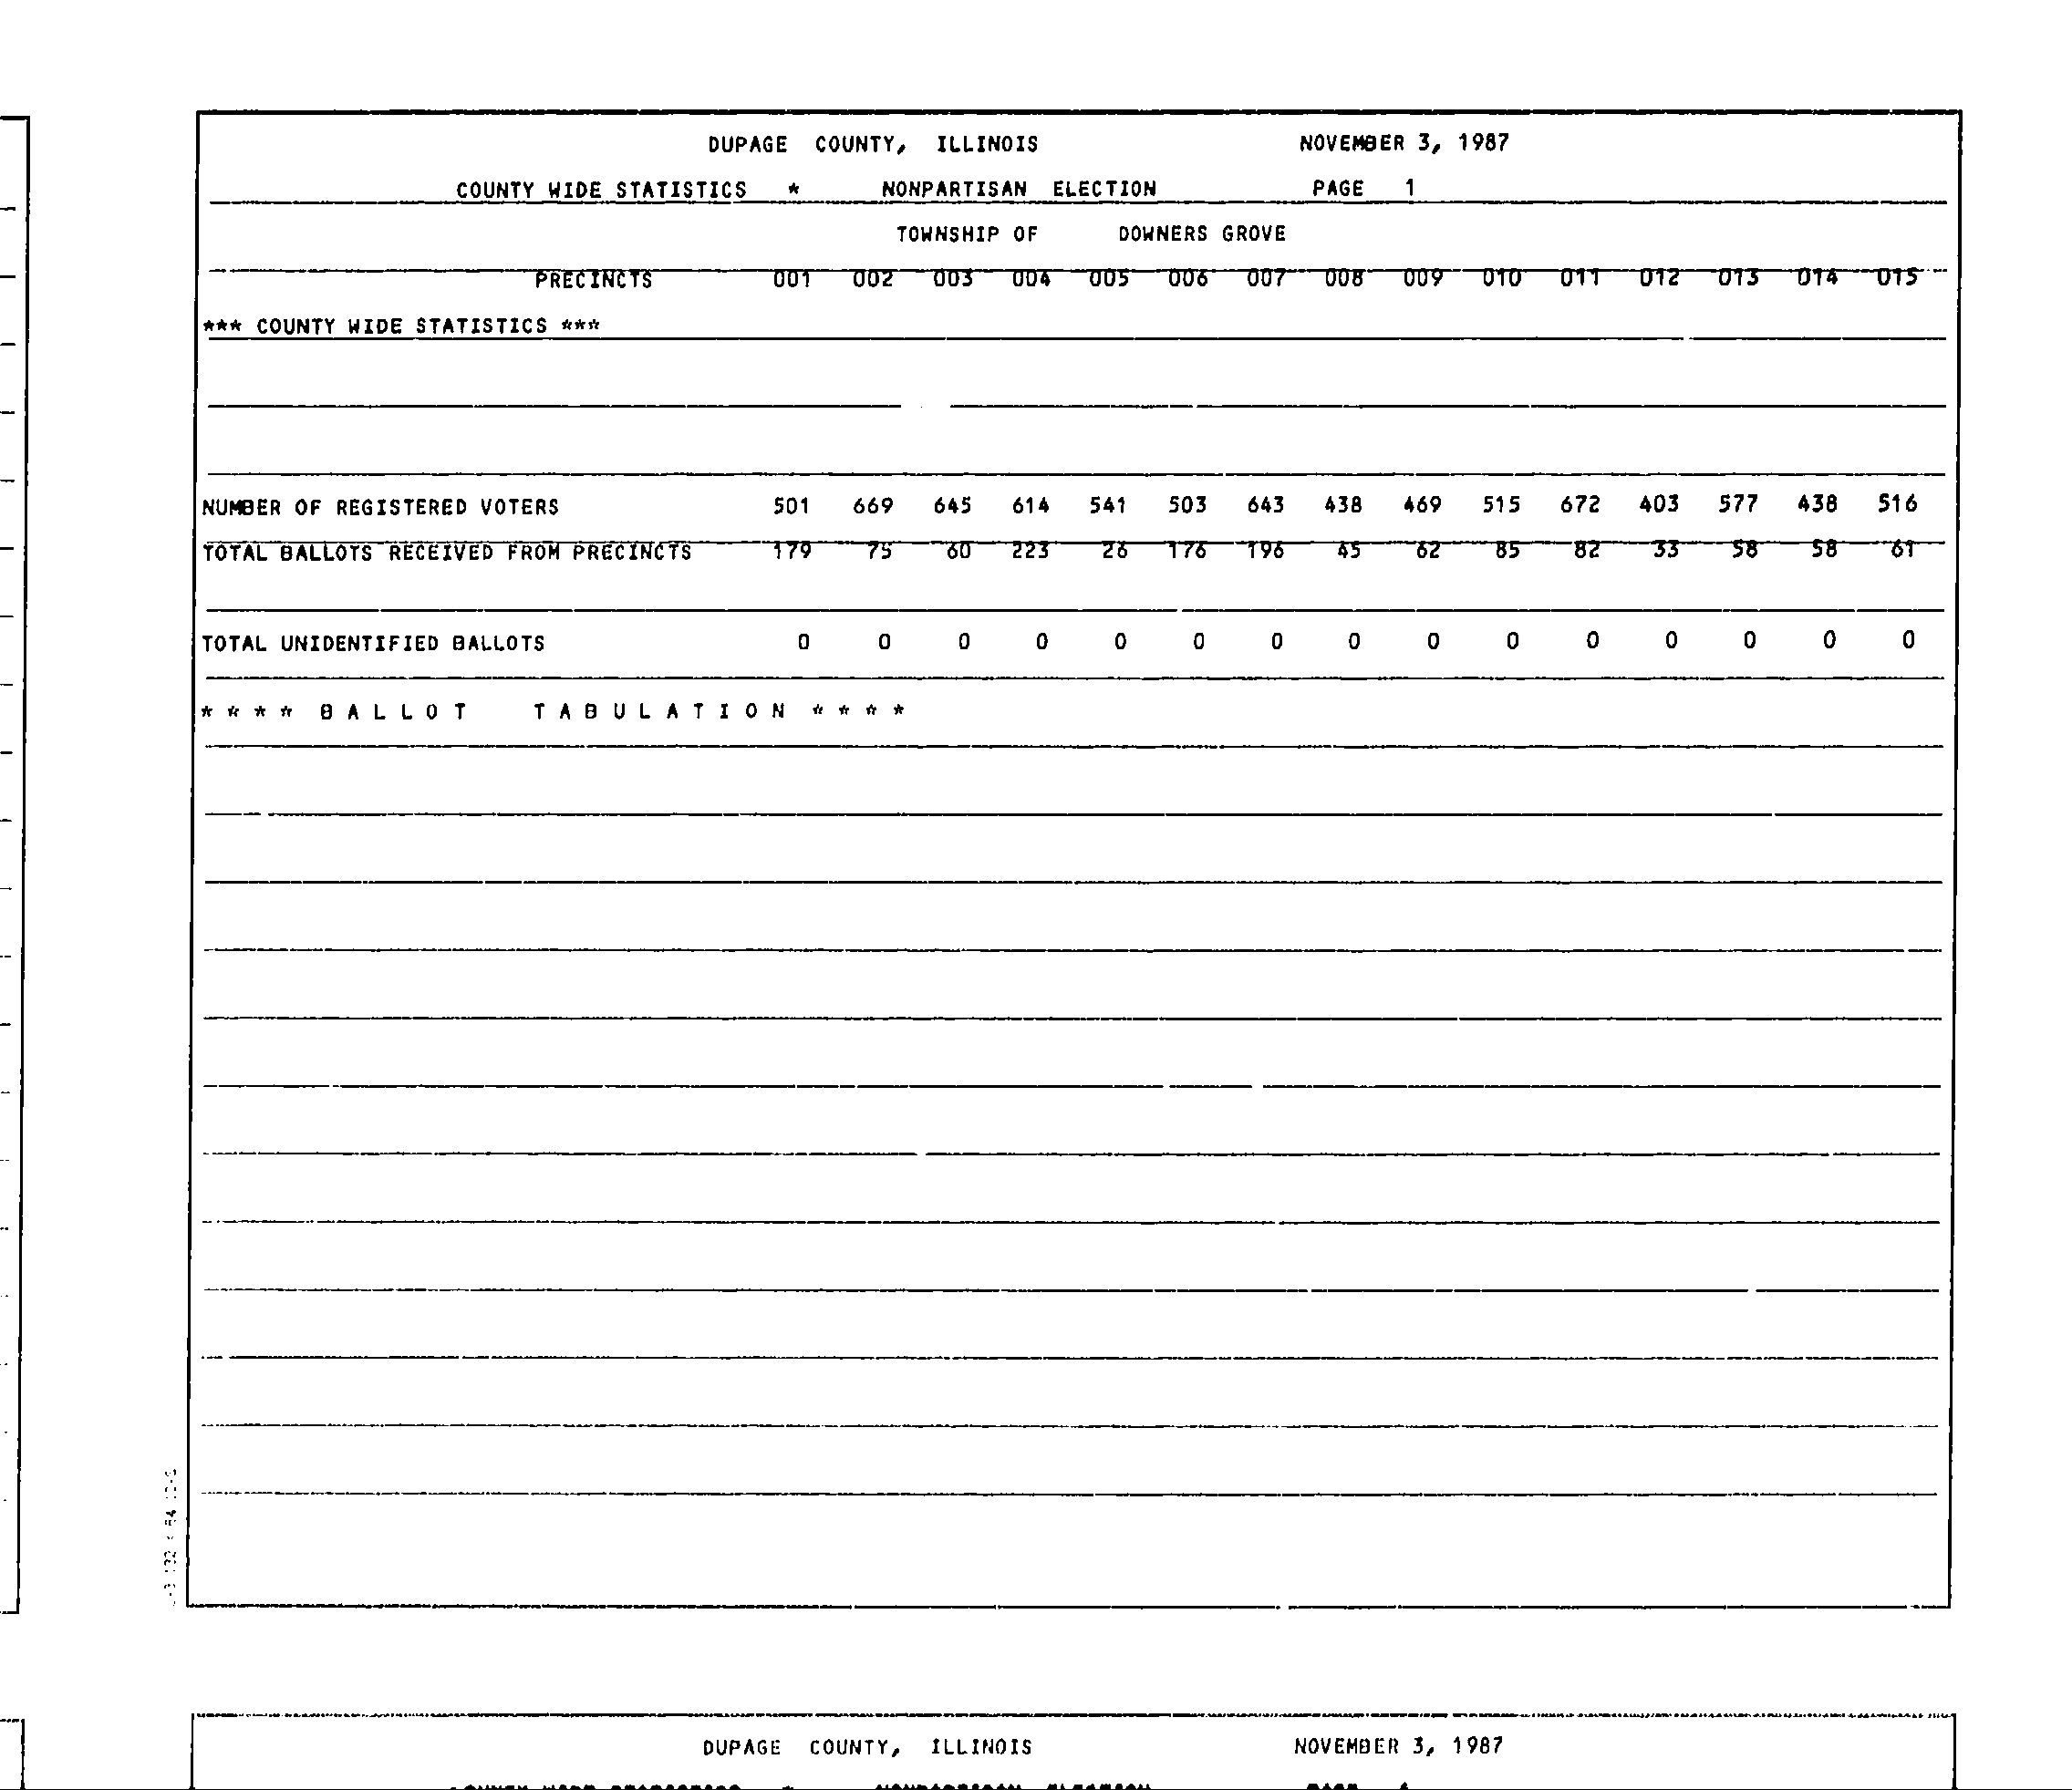 DUPAGE COUNTY, ILLINOIS NOVEMBER 3, 1987
COUNTY WIDE STATISTICS * NONPARTISAN ELECTION PAGE 1
TOWNSHIP OF DOWNERS GROVE
PRECINCTS 001 002 003 004 005 006 007 008 009 010 011 012 013 014 015
*** COUNTY WIDE STATISTICS ***
NUMBER OF REGISTERED VOTERS 501 669 645 614 541 503 643 438 469 515 672 403 577 438 516
TOTAL BALLOTS RECEIVED FROM PRECINCTS 179 75 60 223 26 176 196 45 62 85 82 33 58 58 61
TOTAL UNIDENTIFIED BALLOTS 0 0 0 0 0 0 0 0 0 0 0 0 0 0 0
* * * * B A L L O T T A B U L A T I O N * * * *
DUPAGE COUNTY, ILLINOIS NOVEMBER 3, 1987